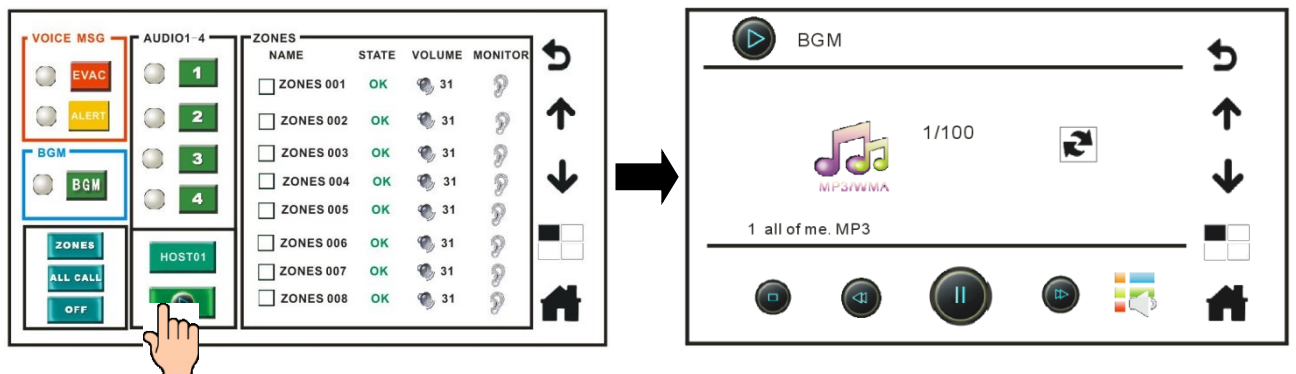 VOICE MSG
EVAC
ALERT
BGM
BGM
ZONES
ALL CALL
OFF
AUDIO1-4
1
2
3
4
HOST01
ZONES
NAME STATE VOLUME MONITOR
ZONES 001 OK 31
ZONES 002 OK 31
ZONES 003 OK 31
ZONES 004 OK 31
ZONES 005 OK 31
ZONES 006 OK 31
ZONES 007 OK 31
ZONES 008 OK 31
BGM
1/100
MP3/WMA
1 all of me. MP3